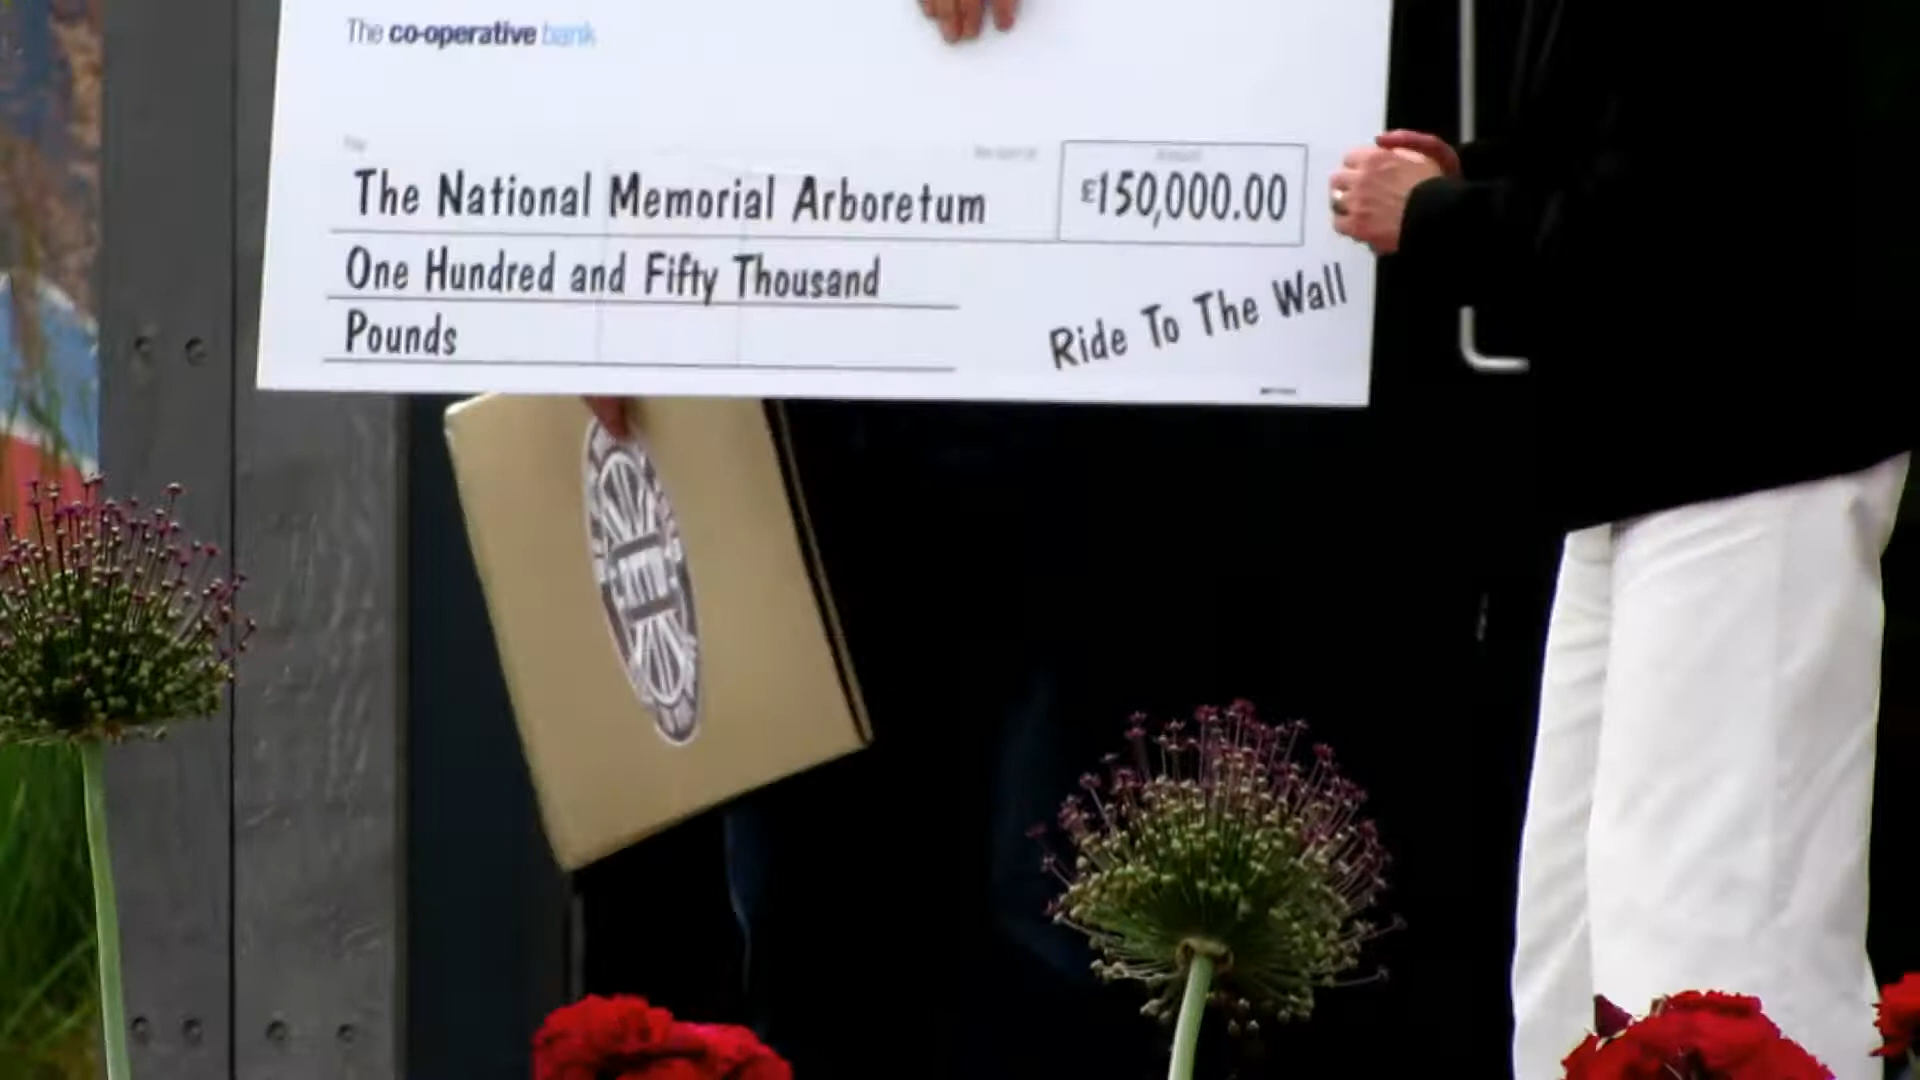 The co-operative bank
The National Memorial Arboretum
£150,000.00
One Hundred and Fifty Thousand
Pounds
Ride To The Wall